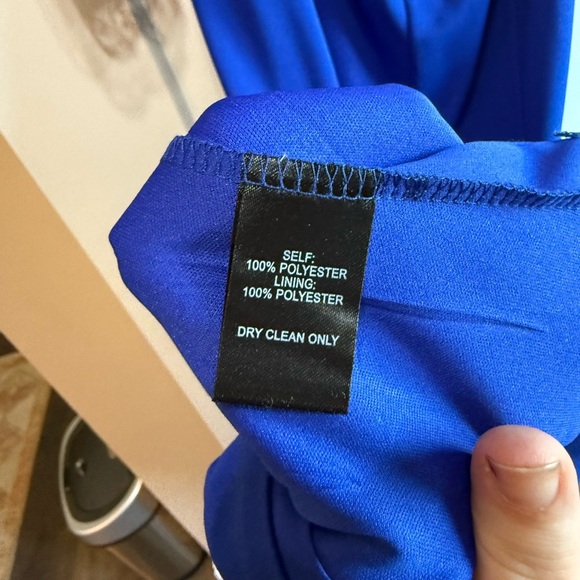 SELF:
100% POLYESTER
LINING:
100% POLYESTER
DRY CLEAN ONLY